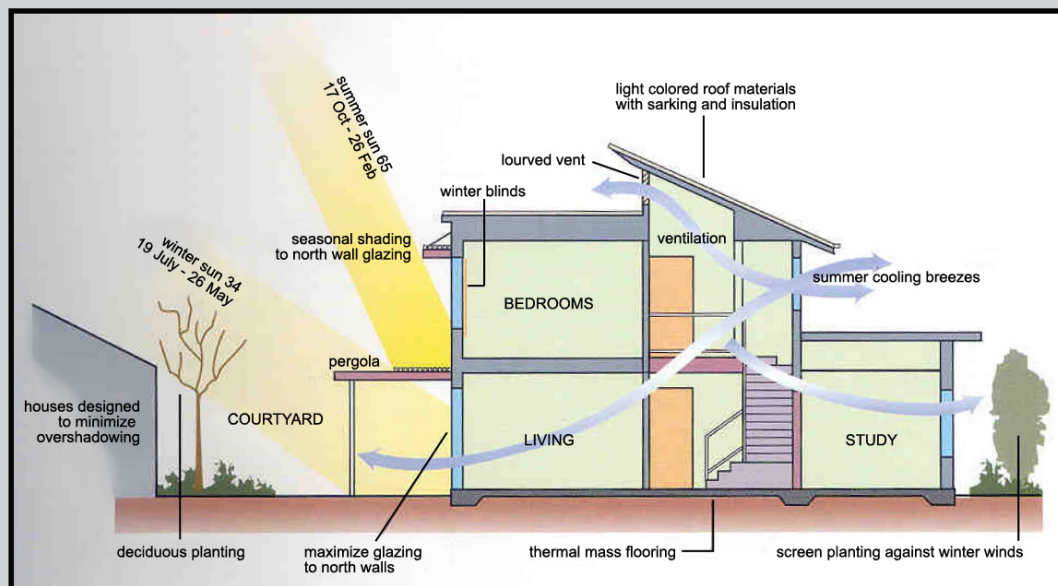 summer sun 65
17 Oct - 26 Feb
winter sun 34
19 July - 26 May
light colored roof materials
with sarking and insulation
lourved vent
winter blinds
seasonal shading
to north wall glazing
ventilation
summer cooling breezes
BEDROOMS
pergola
houses designed
to minimize
overshadowing
COURTYARD
LIVING
STUDY
deciduous planting
maximize glazing
to north walls
thermal mass flooring
screen planting against winter winds